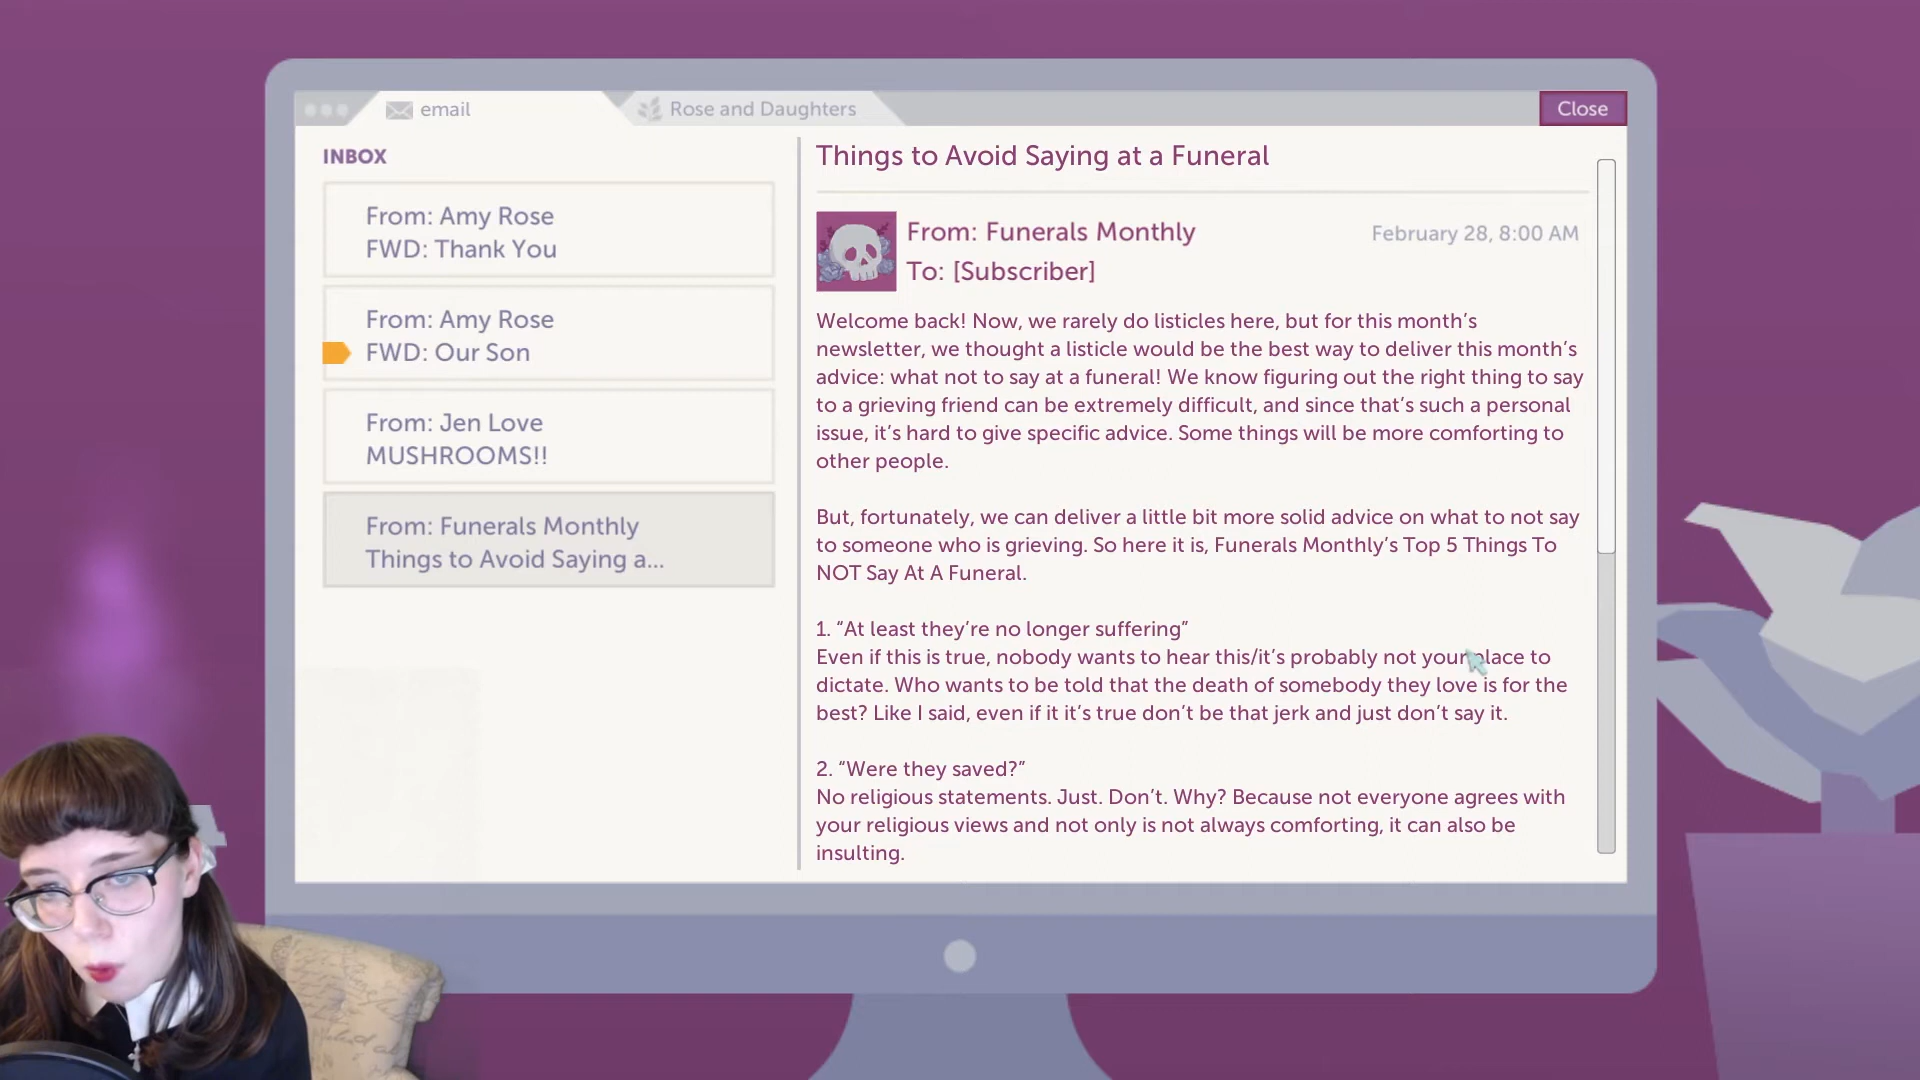 email
Rose and Daughters
Close
INBOX
From: Amy Rose
FWD: Thank You
From: Amy Rose
FWD: Our Son
From: Jen Love
MUSHROOMS!!
From: Funerals Monthly
Things to Avoid Saying a...
Things to Avoid Saying at a Funeral
From: Funerals Monthly
February 28, 8:00 AM
To: [Subscriber]
Welcome back! Now, we rarely do listicles here, but for this month's
newsletter, we thought a listicle would be the best way to deliver this month's
advice: what not to say at a funeral! We know figuring out the right thing to say
to a grieving friend can be extremely difficult, and since that's such a personal
issue, it's hard to give specific advice. Some things will be more comforting to
other people.
But, fortunately, we can deliver a little bit more solid advice on what to not say
to someone who is grieving. So here it is, Funerals Monthly's Top 5 Things To
NOT Say At A Funeral.
1. “At least they're no longer suffering”
Even if this is true, nobody wants to hear this/it's probably not your place to
dictate. Who wants to be told that the death of somebody they love is for the
best? Like I said, even if it it's true don't be that jerk and just don't say it.
2. “Were they saved?”
No religious statements. Just. Don't. Why? Because not everyone agrees with
your religious views and not only is not always comforting, it can also be
insulting.